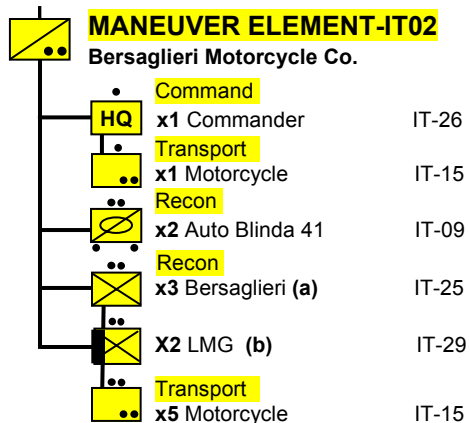 MANEUVER ELEMENT-IT02
Bersaglieri Motorcycle Co.
Command
HQ x1 Commander IT-26
Transport
x1 Motorcycle IT-15
Recon
x2 Auto Blinda 41 IT-09
Recon
x3 Bersaglieri (a) IT-25
X2 LMG (b) IT-29
Transport
x5 Motorcycle IT-15